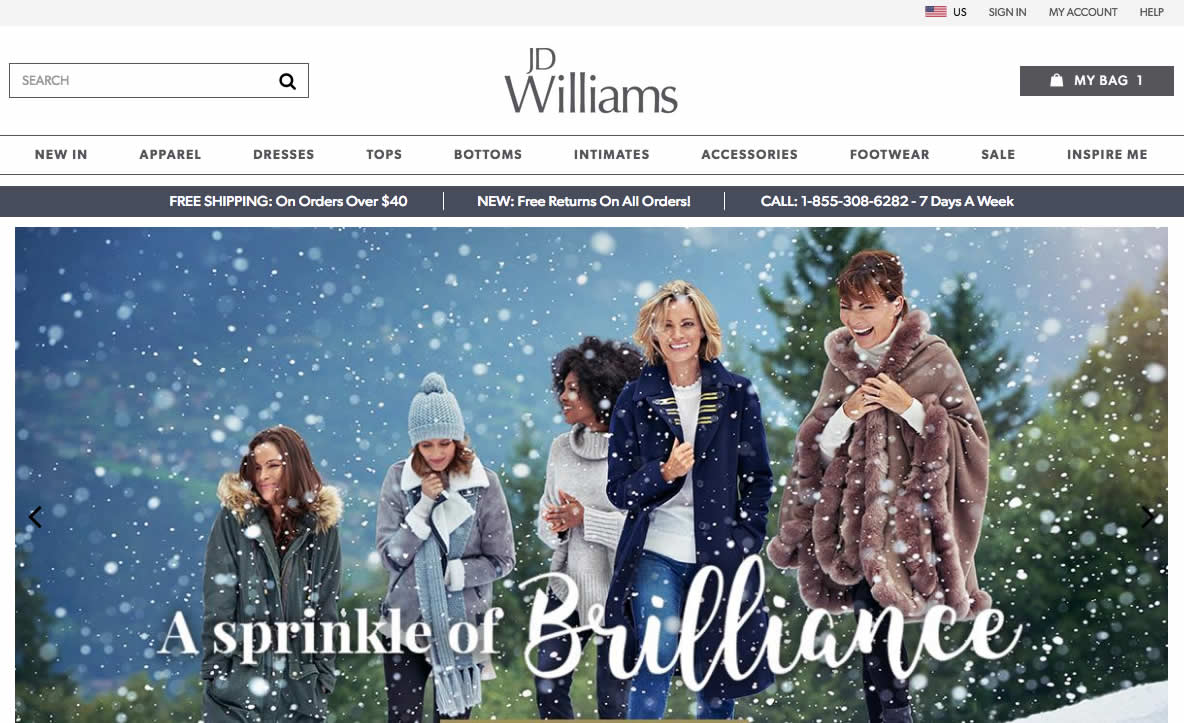 US SIGN IN MY ACCOUNT HELP
SEARCH
JD
Williams
MY BAG 1
NEW IN APPAREL DRESSES TOPS BOTTOMS INTIMATES ACCESSORIES FOOTWEAR SALE INSPIRE ME
FREE SHIPPING: On Orders Over $40 NEW: Free Returns On All Orders! CALL: 1-855-308-6282 - 7 Days A Week
A sprinkle of Brilliance